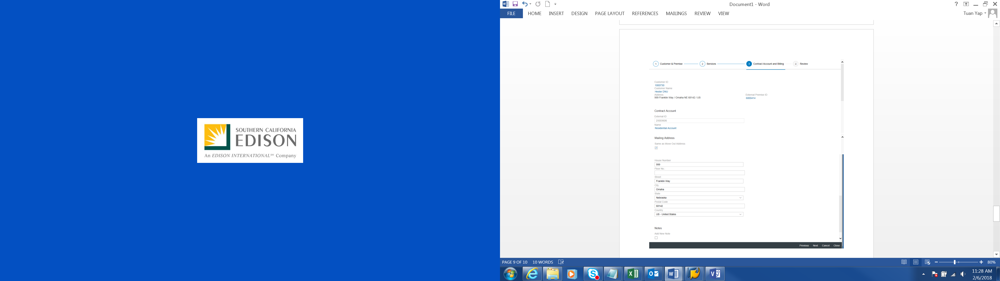 SOUTHERN CALIFORNIA
EDISON
An EDISON INTERNATIONAL℠ Company
Document1 - Word
FILE HOME INSERT DESIGN PAGE LAYOUT REFERENCES MAILINGS REVIEW VIEW
Tuan Yap
1 Customer & Premise 2 Services 3 Contract Account and Billing 4 Review
Customer ID
1000730
Customer Name
Hester DNU
Address External Premise ID
999 Franklin Way / Omaha NE 68142 / US 6000414
Contract Account
External ID
25003606
Name
Residential Account
Mailing Address
Same as Move Out Address
House Number
999
Floor No.:
Street
Franklin Way
City
Omaha
State
Nebraska
Postal Code
68142
Country
US - United States
Notes
Add New Note
Previous Next Cancel Close
PAGE 9 OF 10 10 WORDS 80%
11:28 AM
2/6/2018